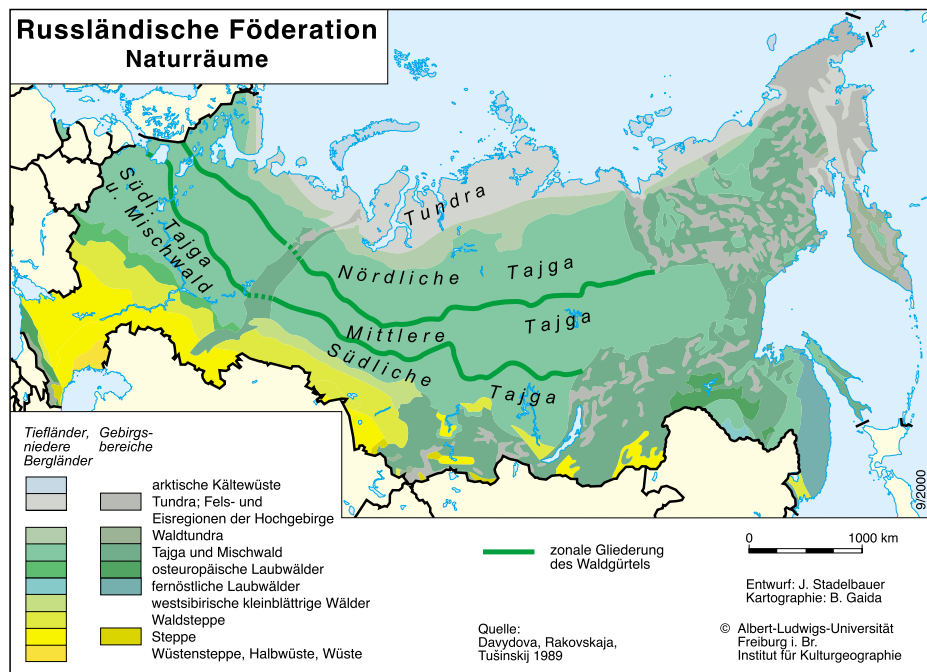 Russländische Föderation
Naturräume
Tundra
Südl. Tajga
u. Mischwald
Nördliche Tajga
Mittlere Tajga
Südliche Tajga
Tiefländer,
niedere
Bergländer
Gebirgs-
bereiche
arktische Kältewüste
Tundra; Fels- und
Eisregionen der Hochgebirge
Waldtundra
Tajga und Mischwald
osteuropäische Laubwälder
fernöstliche Laubwälder
westsibirische kleinblättrige Wälder
Waldsteppe
Steppe
Wüstensteppe, Halbwüste, Wüste
zonale Gliederung
des Waldgürtels
Quelle:
Davydova, Rakovskaja,
Tušinskij 1989
0 1000 km
Entwurf: J. Stadelbauer
Kartographie: B. Gaida
© Albert-Ludwigs-Universität
Freiburg i. Br.
Institut für Kulturgeographie
9/2000